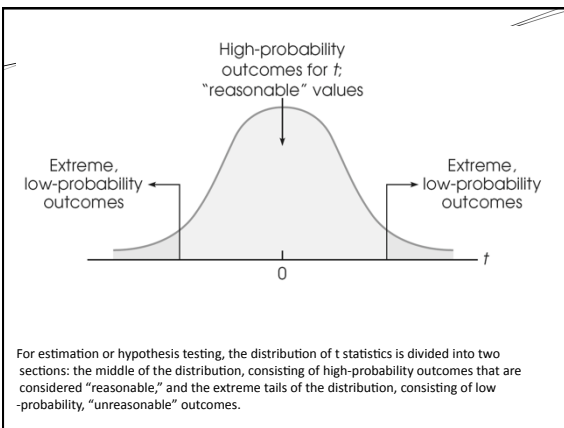 High-probability
outcomes for t;
“reasonable” values
Extreme,
low-probability
outcomes
Extreme,
low-probability
outcomes
t
0
For estimation or hypothesis testing, the distribution of t statistics is divided into two
sections: the middle of the distribution, consisting of high-probability outcomes that are
considered “reasonable,” and the extreme tails of the distribution, consisting of low
-probability, “unreasonable” outcomes.